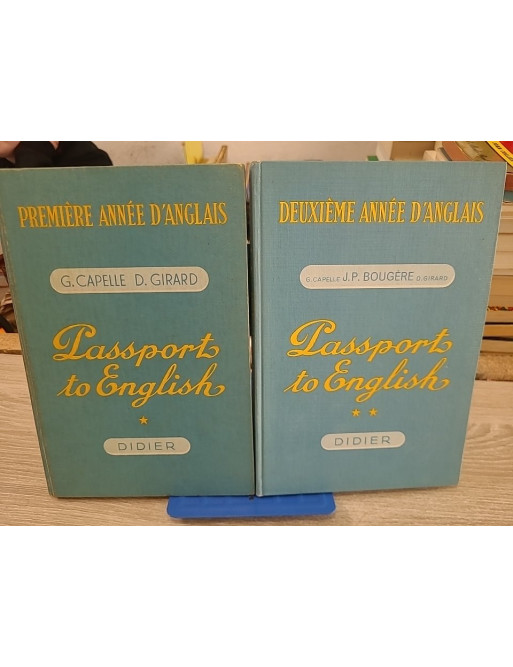 PREMIÈRE ANNÉE D'ANGLAIS
G. CAPELLE D. GIRARD
Passport
to English
★
DIDIER
DEUXIÈME ANNÉE D'ANGLAIS
G. CAPELLE J.P. BOUGÈRE D. GIRARD
Passport
to English
★ ★
DIDIER